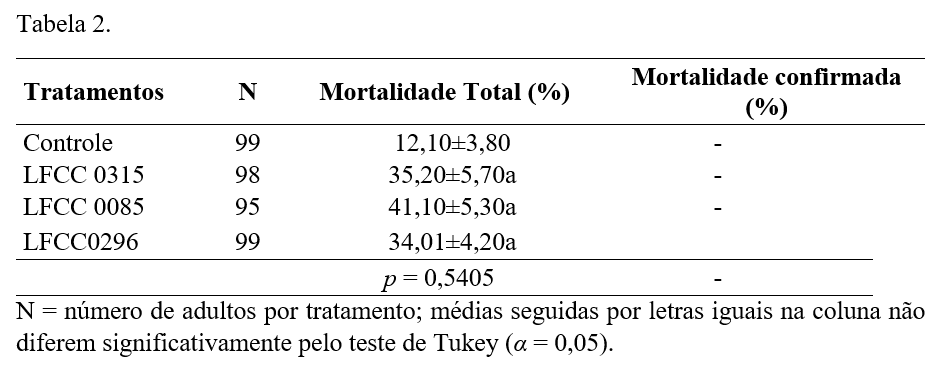 Tabela 2.
Tratamentos N Mortalidade Total (%) Mortalidade confirmada (%)
Controle 99 12,10±3,80 -
LFCC 0315 98 35,20±5,70a -
LFCC 0085 95 41,10±5,30a -
LFCC0296 99 34,01±4,20a
p = 0,5405 -
N = número de adultos por tratamento; médias seguidas por letras iguais na coluna não
diferem significativamente pelo teste de Tukey (α = 0,05).